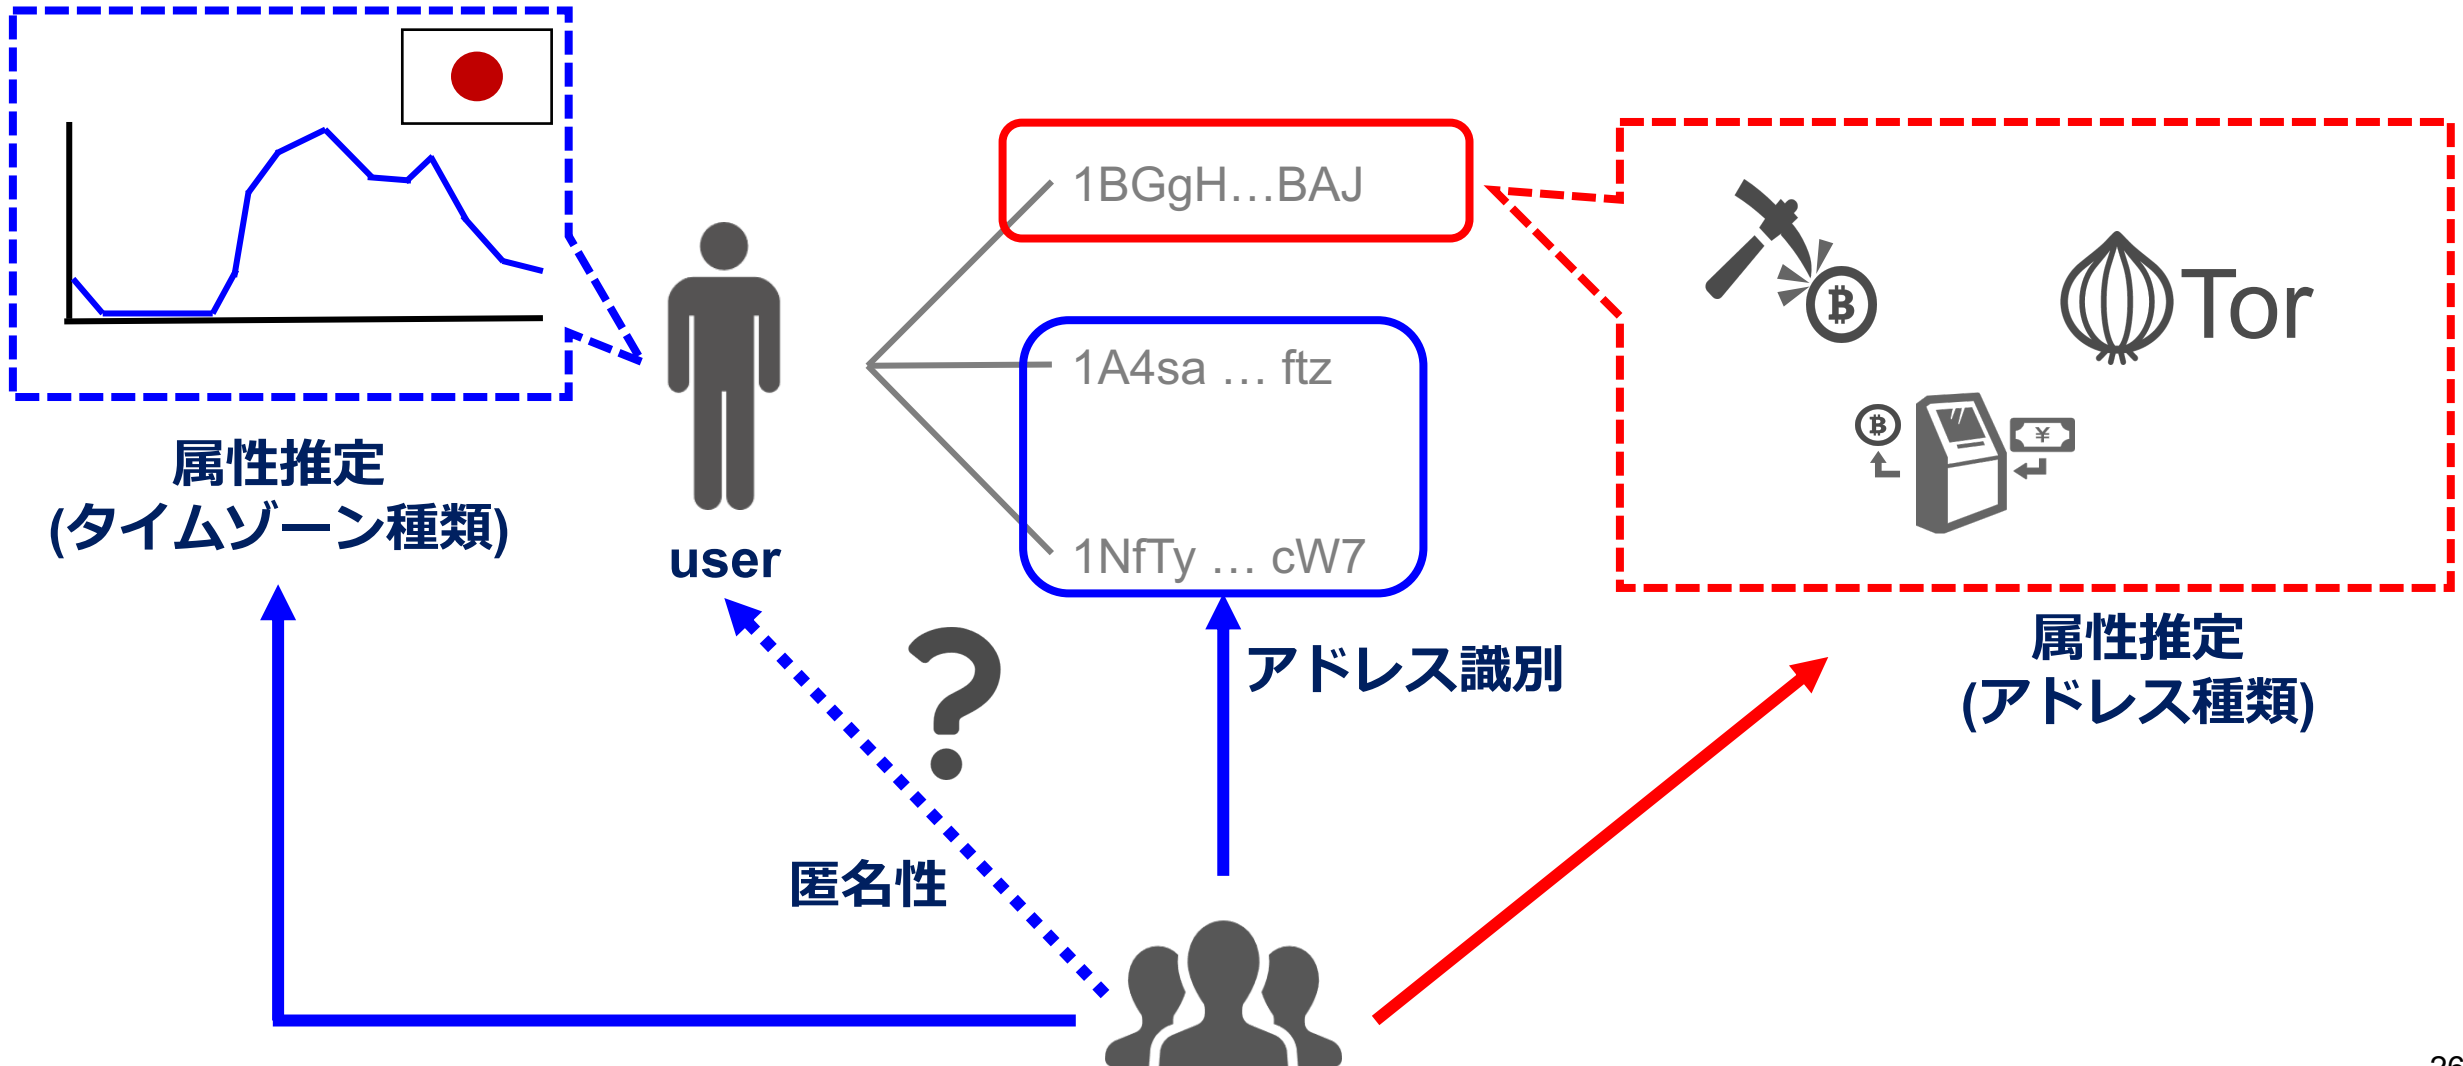 1BGgH…BAJ
1A4sa … ftz
1NfTy … cW7
Tor
¥
属性推定
(タイムゾーン種類)
user
アドレス識別
属性推定
(アドレス種類)
匿名性
26